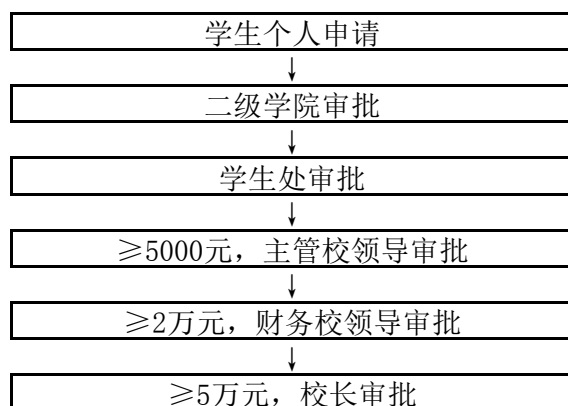 学生个人申请
二级学院审批
学生处审批
≥5000元，主管校领导审批
≥2万元，财务校领导审批
≥5万元，校长审批